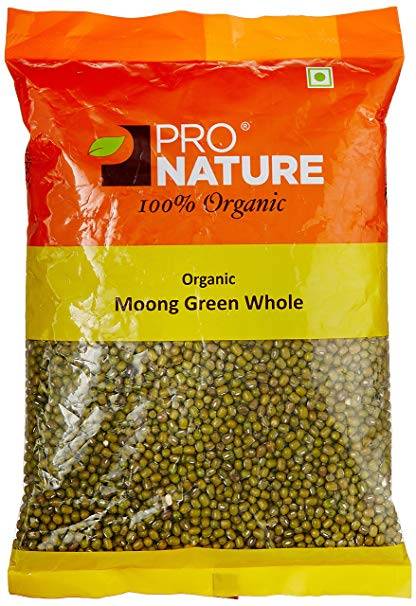 PRO®
NATURE
100% Organic
Organic
Moong Green Whole